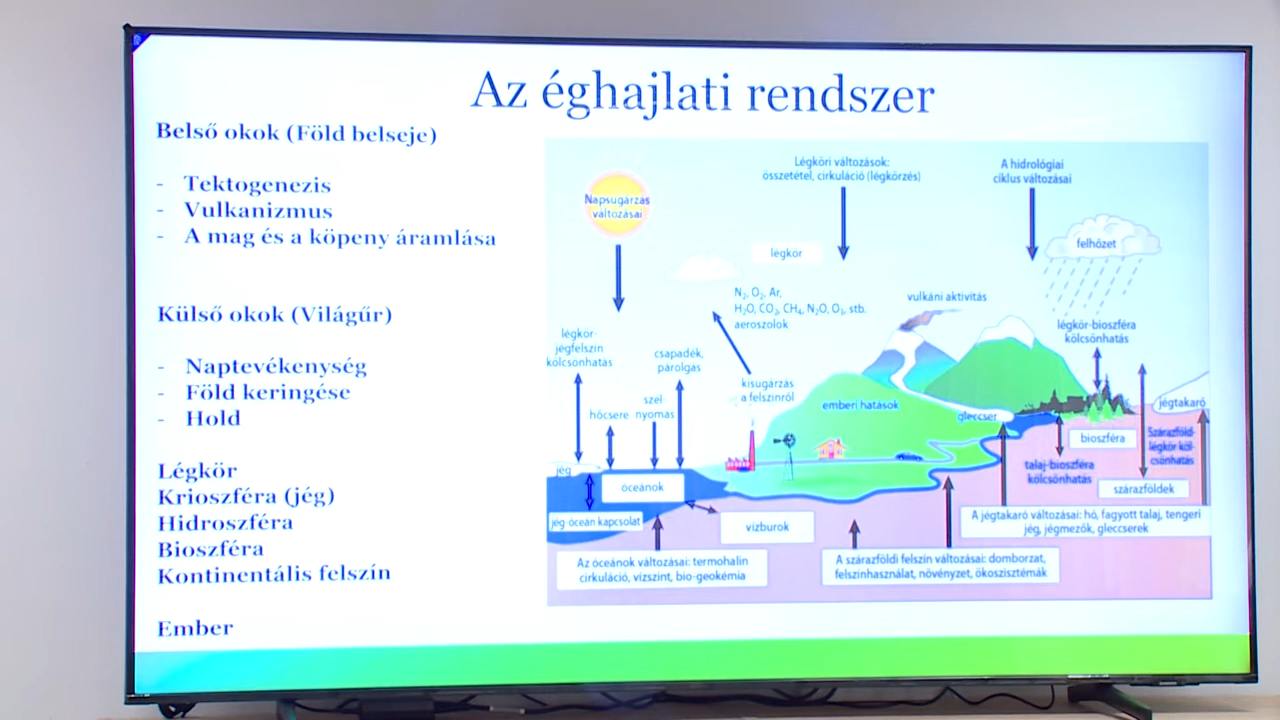 Az éghajlati rendszer
Belső okok (Föld belseje)
- Tektogenezis
- Vulkanizmus
- A mag és a köpeny áramlása
Külső okok (Világűr)
- Naptevékenység
- Föld keringése
- Hold
Légkör
Krioszféra (jég)
Hidroszféra
Bioszféra
Kontinentális felszín
Ember
Napsugárzás
változásai
Légköri változások:
összetétel, cirkuláció (légkörzés)
A hidrológiai
ciklus változásai
felhőzet
légkör
N₂, O₂, Ar,
H₂O, CO₂, CH₄, N₂O, O₃, stb.
aeroszolok
vulkáni aktivitás
légkör-
jégfelszín
kölcsönhatás
csapadék,
párolgás
légkör-bioszféra
kölcsönhatás
kisugárzás
a felszínről
hőcsere
szél
nyomás
emberi hatások
gleccser
jégtakaró
bioszféra
Szárazföld-
légkör köl-
csönhatás
talaj-bioszféra
kölcsönhatás
szárazföldek
jég
óceánok
jég-óceán kapcsolat
vízburok
A jégtakaró változásai: hó, fagyott talaj, tengeri
jég, jégmezők, gleccserek
Az óceánok változásai: termohalin
cirkuláció, vízszint, bio-geokémia
A szárazföldi felszín változásai: domborzat,
felszínhasználat, növényzet, ökoszisztémák